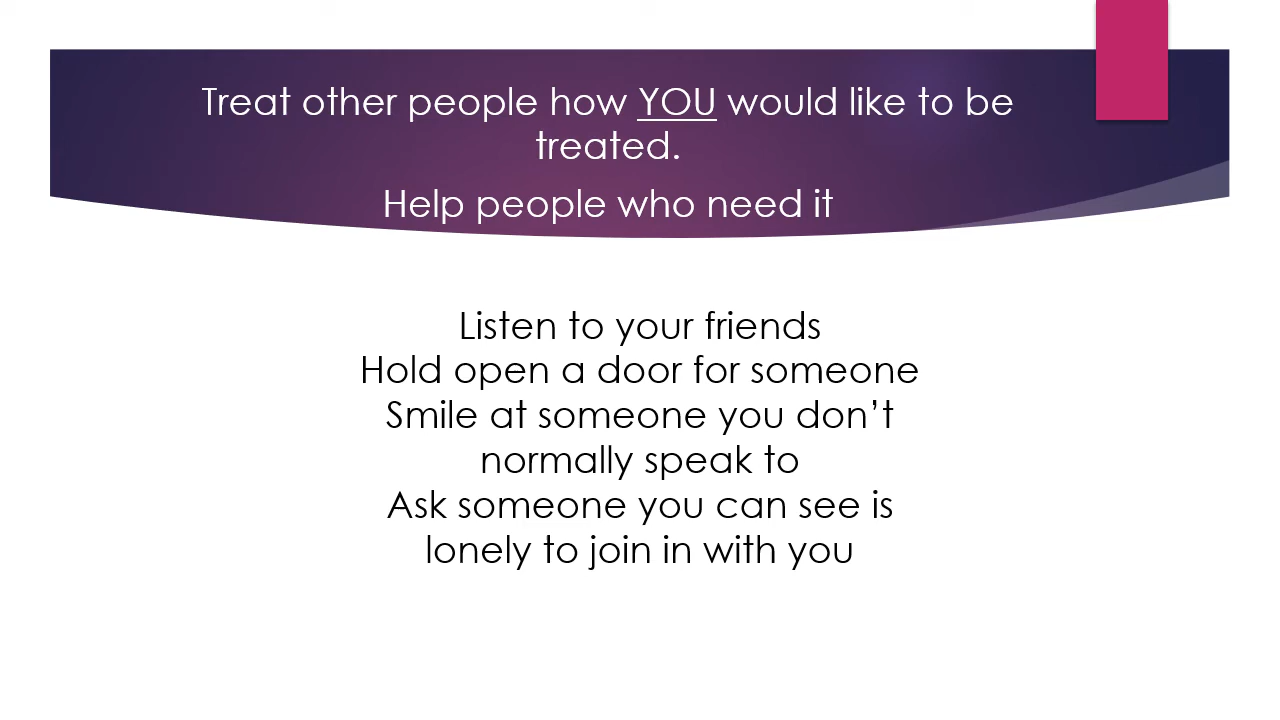 Treat other people how YOU would like to be
treated.
Help people who need it
Listen to your friends
Hold open a door for someone
Smile at someone you don’t
normally speak to
Ask someone you can see is
lonely to join in with you